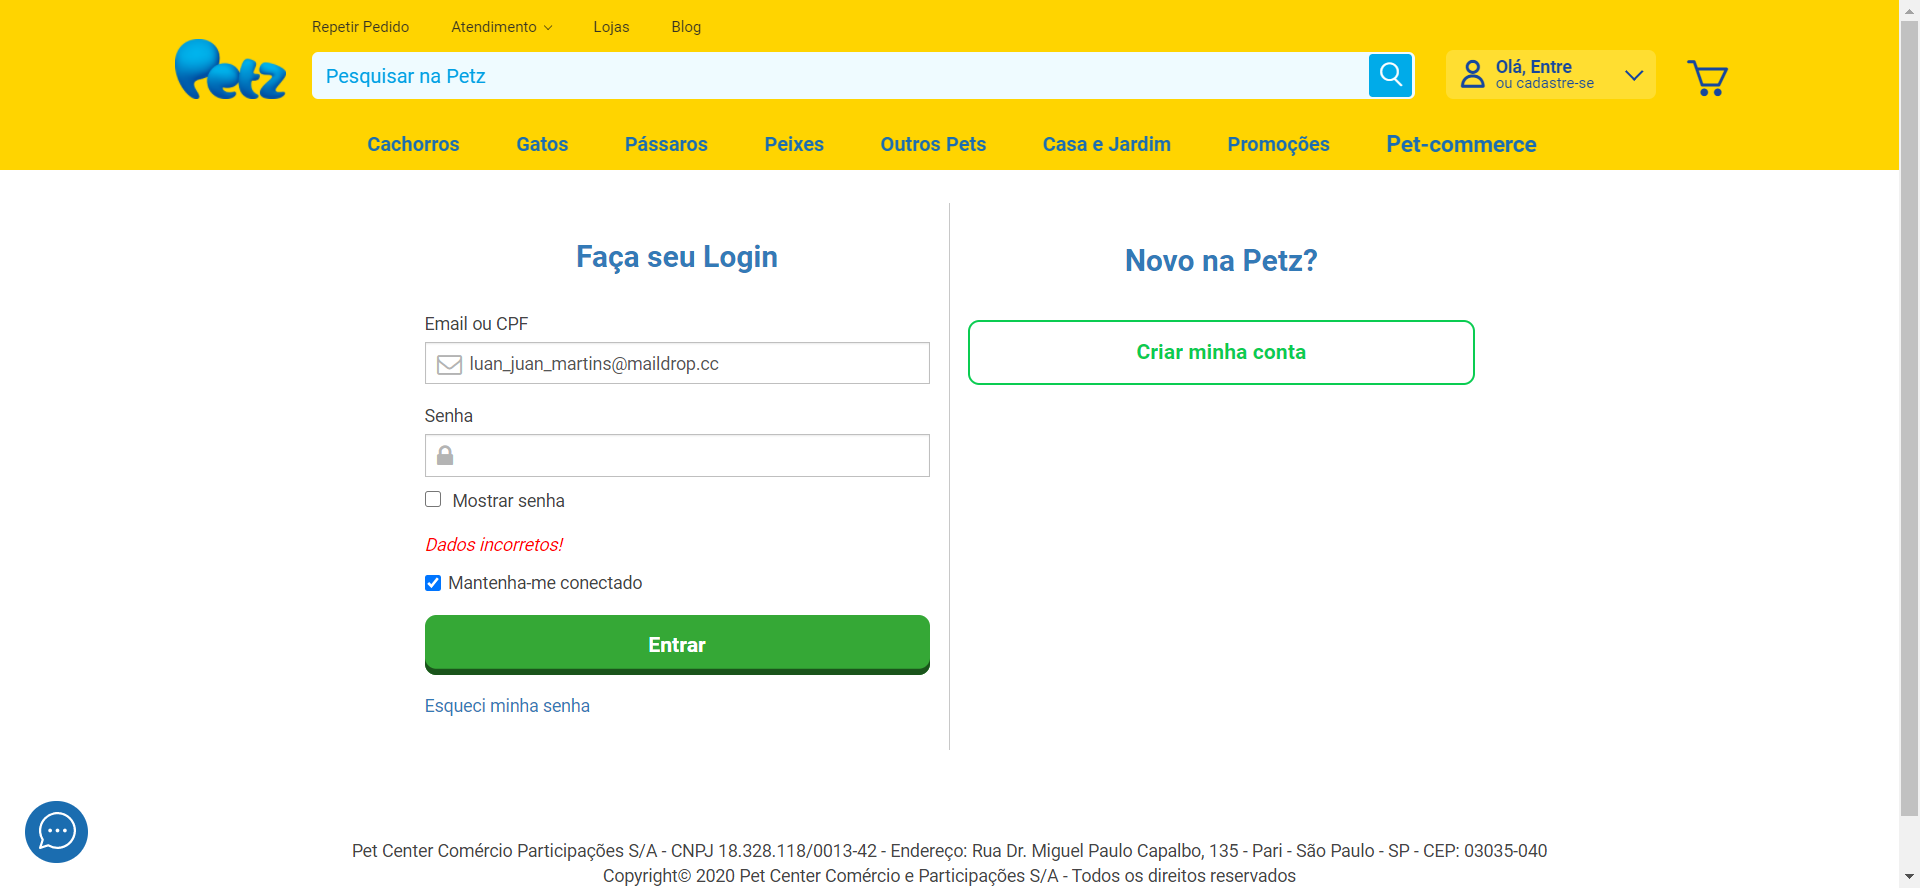 Repetir Pedido Atendimento Lojas Blog
Petz
Pesquisar na Petz
Olá, Entre
ou cadastre-se
Cachorros Gatos Pássaros Peixes Outros Pets Casa e Jardim Promoções Pet-commerce
Faça seu Login
Email ou CPF
luan_juan_martins@maildrop.cc
Senha
Mostrar senha
Dados incorretos!
Mantenha-me conectado
Entrar
Esqueci minha senha
Novo na Petz?
Criar minha conta
Pet Center Comércio Participações S/A - CNPJ 18.328.118/0013-42 - Endereço: Rua Dr. Miguel Paulo Capalbo, 135 - Pari - São Paulo - SP - CEP: 03035-040
Copyright© 2020 Pet Center Comércio e Participações S/A - Todos os direitos reservados